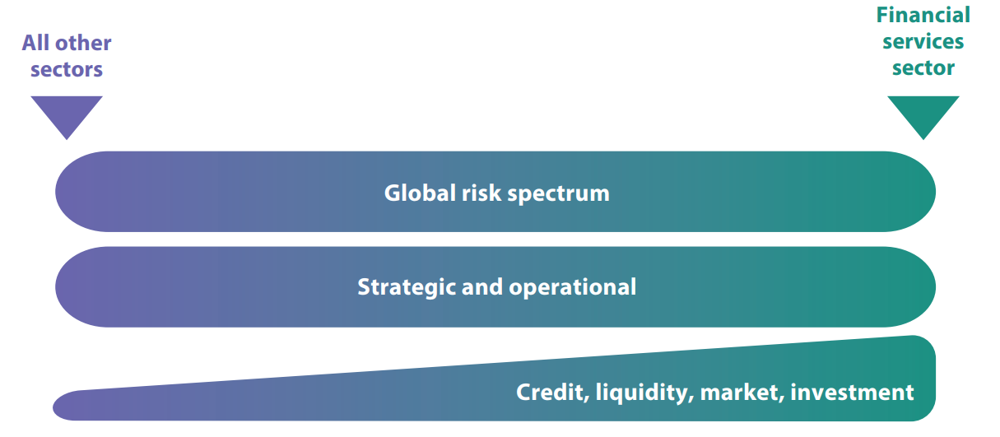 All other
sectors
Financial
services
sector
Global risk spectrum
Strategic and operational
Credit, liquidity, market, investment